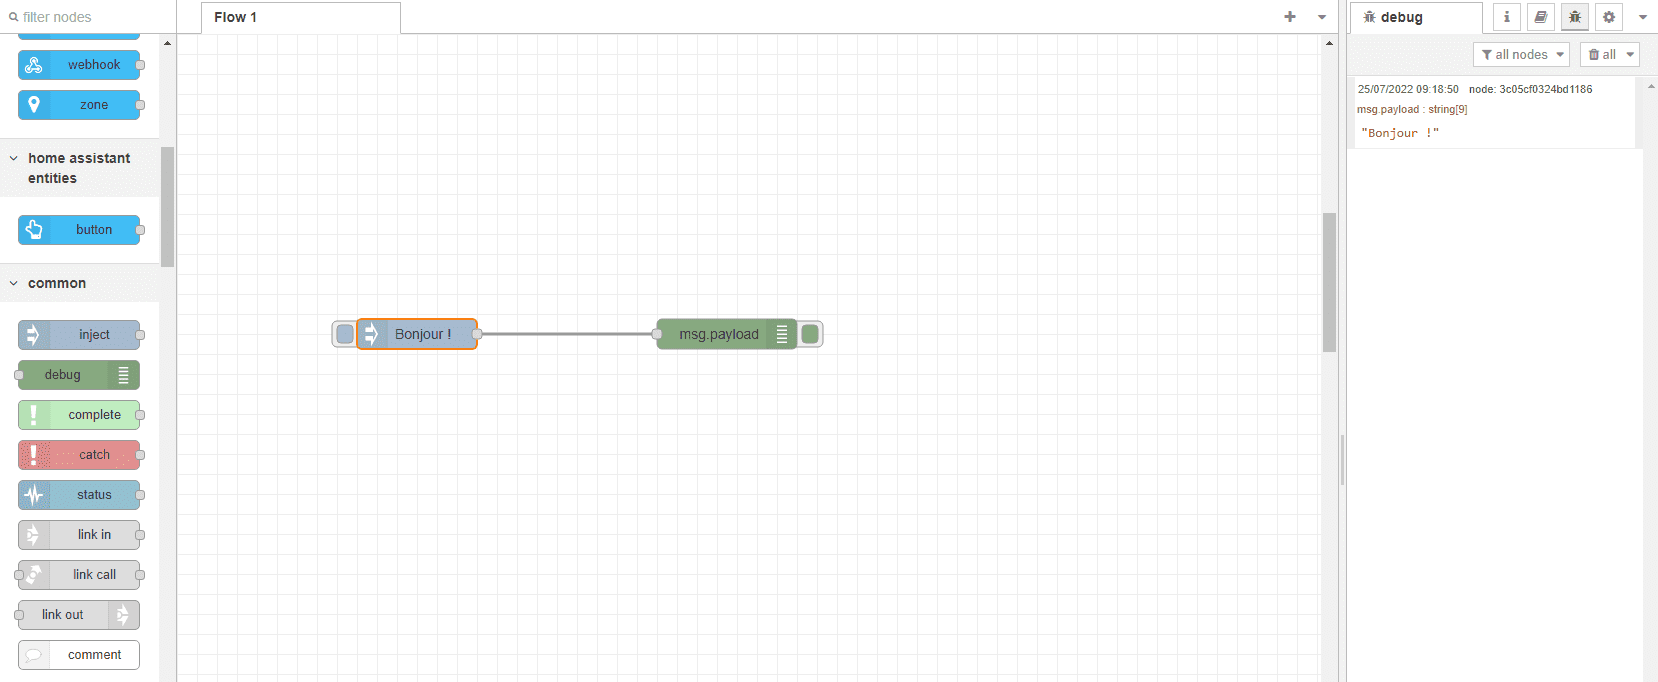 filter nodes
webhook
zone
home assistant
entities
button
common
inject
debug
complete
catch
status
link in
link call
link out
comment
Flow 1
Bonjour !
msg.payload
debug
all nodes
all
25/07/2022 09:18:50 node: 3c05cf0324bd1186
msg.payload : string[9]
"Bonjour !"